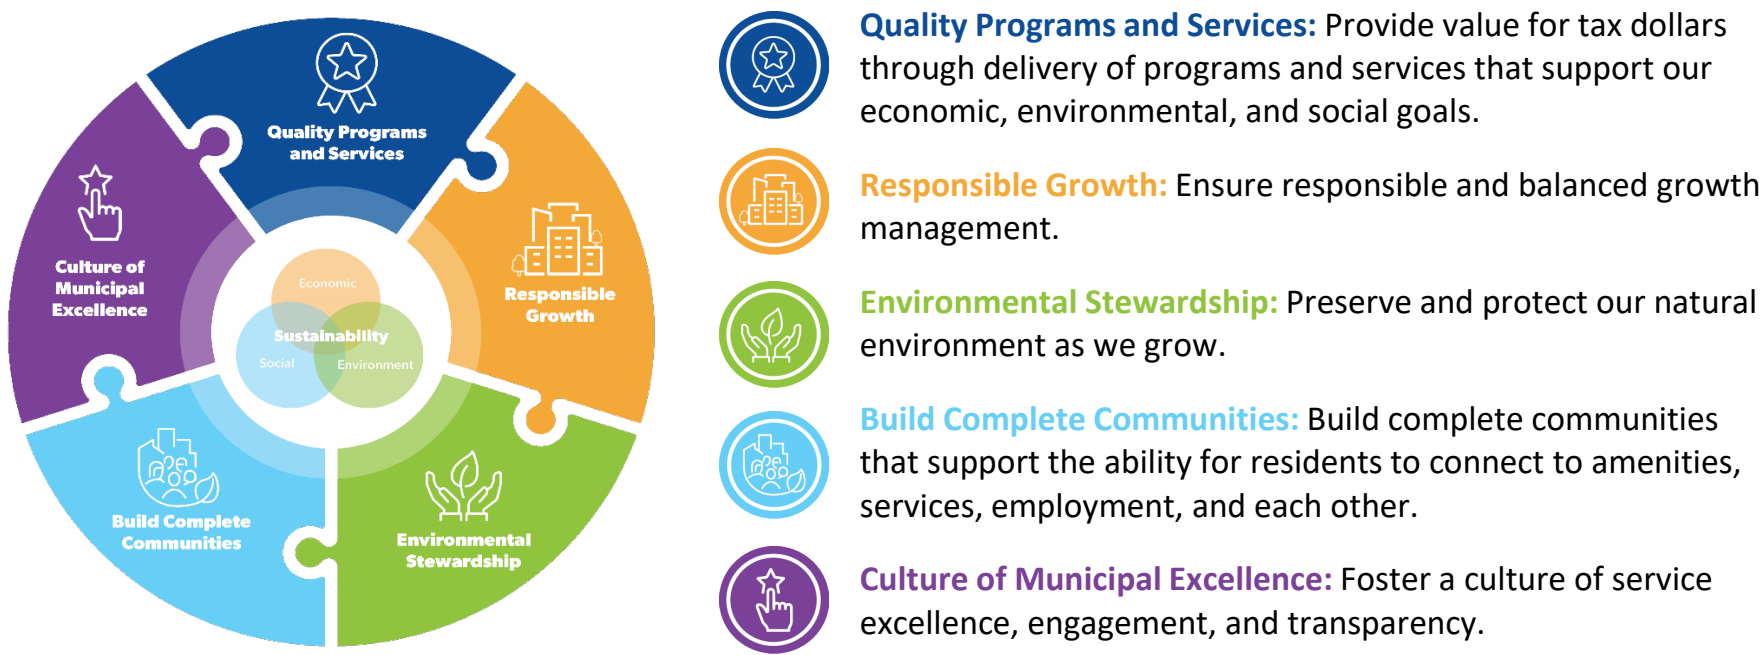 Quality Programs
and Services
Culture of
Municipal
Excellence
Responsible
Growth
Economic
Sustainability
Social
Environment
Build Complete
Communities
Environmental
Stewardship
Quality Programs and Services: Provide value for tax dollars
through delivery of programs and services that support our
economic, environmental, and social goals.
Responsible Growth: Ensure responsible and balanced growth
management.
Environmental Stewardship: Preserve and protect our natural
environment as we grow.
Build Complete Communities: Build complete communities
that support the ability for residents to connect to amenities,
services, employment, and each other.
Culture of Municipal Excellence: Foster a culture of service
excellence, engagement, and transparency.